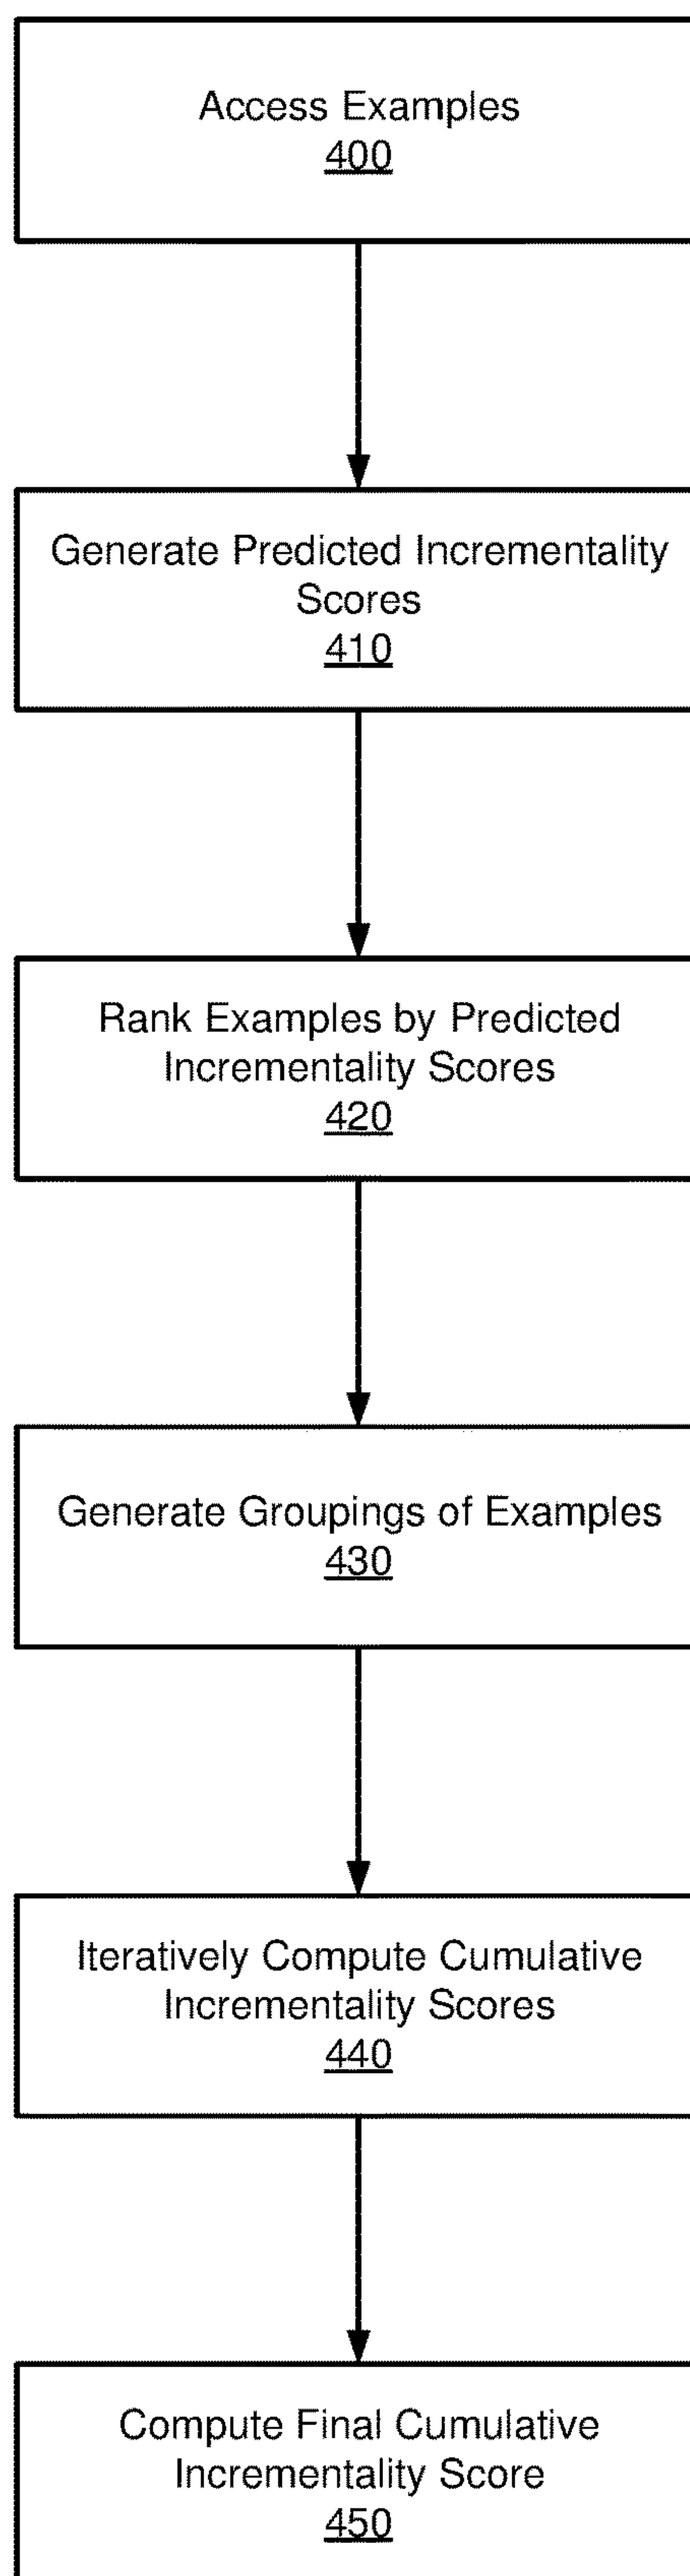 Access Examples
400
Generate Predicted Incrementality
Scores
410
Rank Examples by Predicted
Incrementality Scores
420
Generate Groupings of Examples
430
Iteratively Compute Cumulative
Incrementality Scores
440
Compute Final Cumulative
Incrementality Score
450